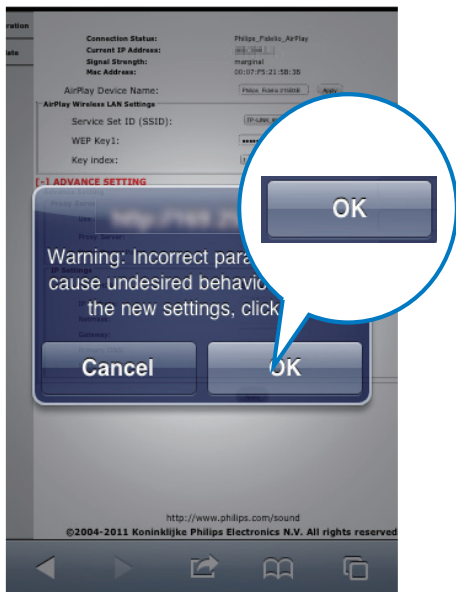 ration
Connection Status: Philips_Fidelio_AirPlay
Current IP Address:
Signal Strength: marginal
Mac Address: 00:07:F5:21:5B:3B
AirPlay Device Name: Apply
AirPlay Wireless LAN Settings
Service Set ID (SSID):
WEP Key1:
Key index: 1
[-] ADVANCE SETTING
OK
Warning: Incorrect para
cause undesired behavio
the new settings, click
Cancel
OK
http://www.philips.com/sound
©2004-2011 Koninklijke Philips Electronics N.V. All rights reserved